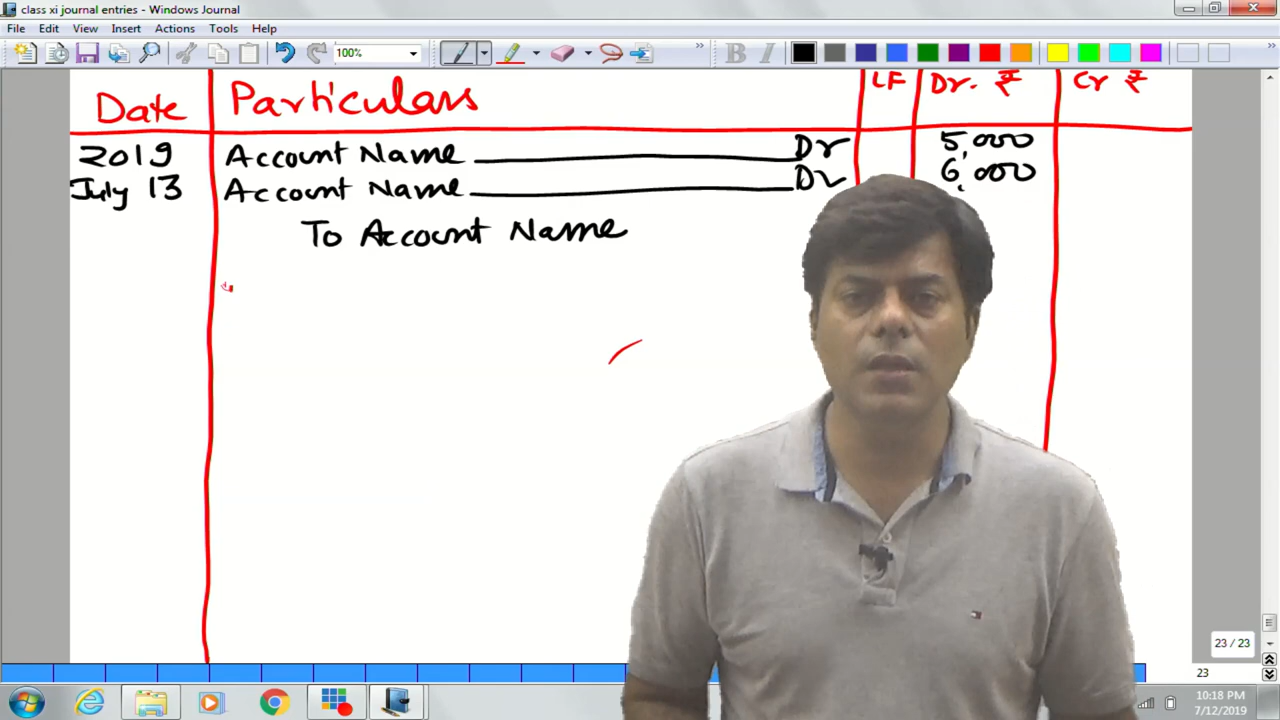 class xi journal entries - Windows Journal
File Edit View Insert Actions Tools Help
100%
B I
Date Particulars LF Dr. ₹ Cr ₹
2019 Account Name Dr 5,000
July 13 Account Name Dr 6,000
To Account Name
23 / 23
23
10:18 PM
7/12/2019